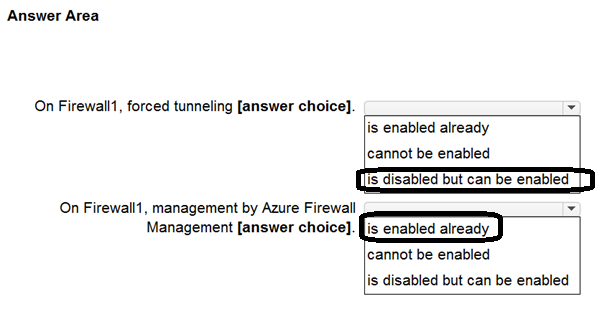 Answer Area
On Firewall1, forced tunneling [answer choice].
is enabled already
cannot be enabled
is disabled but can be enabled
On Firewall1, management by Azure Firewall
Management [answer choice].
is enabled already
cannot be enabled
is disabled but can be enabled